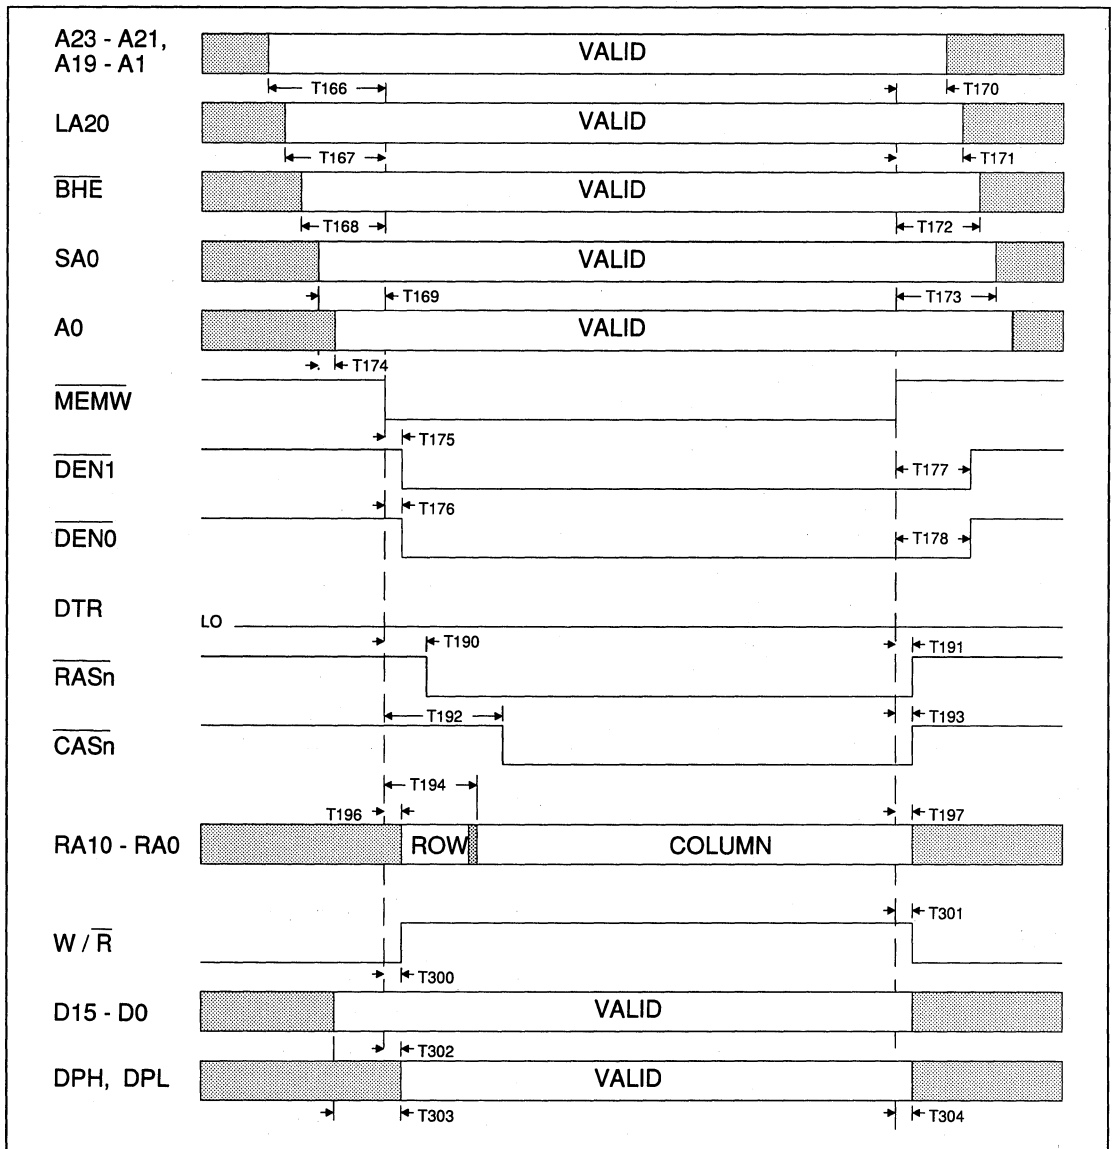 A23 - A21,
A19 - A1
VALID
T166
T170
LA20
VALID
T167
T171
BHE
VALID
T168
T172
SA0
VALID
T169
T173
A0
VALID
T174
MEMW
T175
DEN1
T177
T176
DEN0
T178
DTR
LO
T190
T191
RASn
T192
T193
CASn
T194
T196
T197
RA10 - RA0
ROW
COLUMN
T301
W / R
T300
D15 - D0
VALID
T302
DPH, DPL
VALID
T303
T304